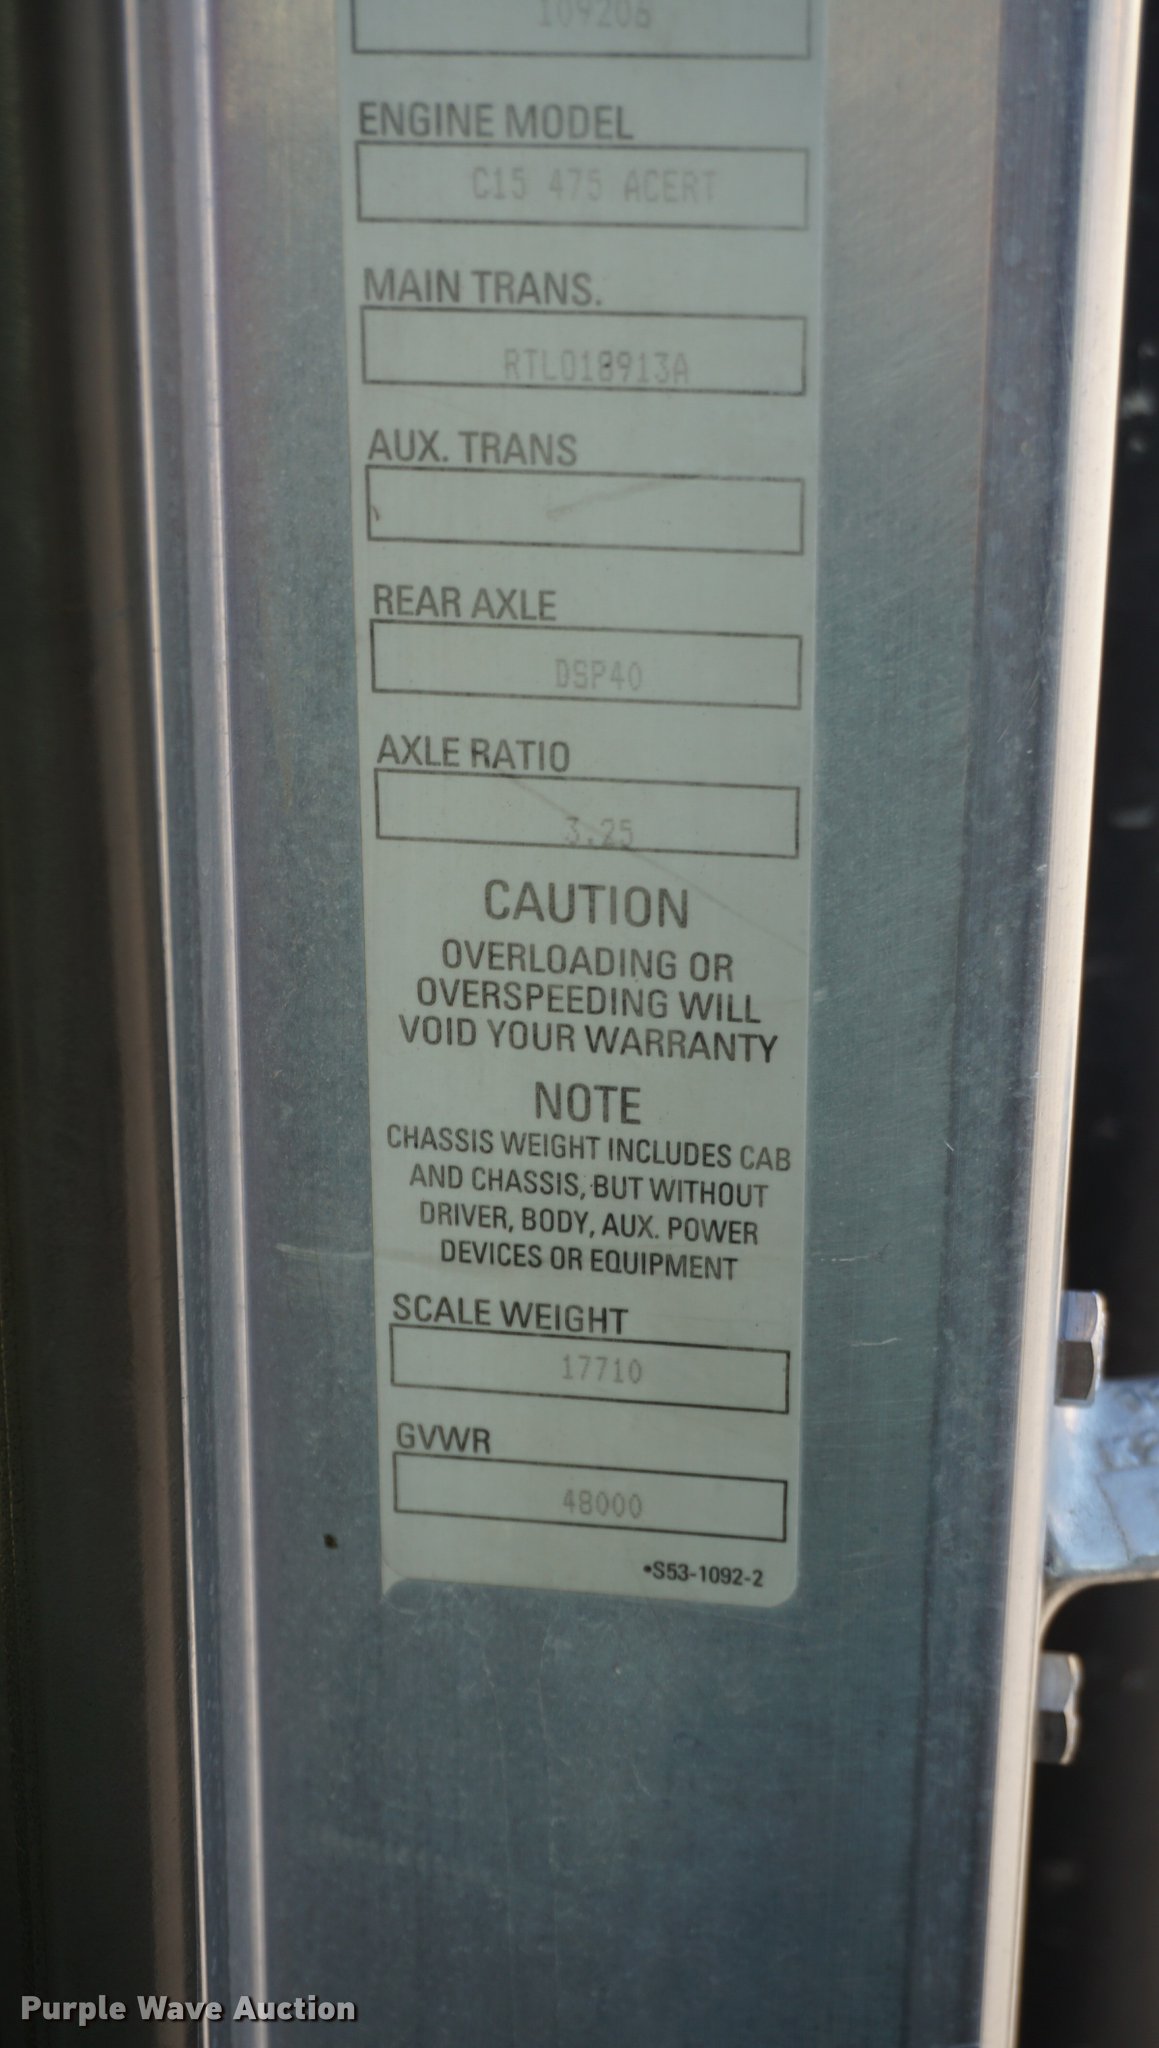 109206
ENGINE MODEL
C15 475 ACERT
MAIN TRANS.
RTLO18913A
AUX. TRANS
REAR AXLE
DSP40
AXLE RATIO
3.25
CAUTION
OVERLOADING OR
OVERSPEEDING WILL
VOID YOUR WARRANTY
NOTE
CHASSIS WEIGHT INCLUDES CAB
AND CHASSIS, BUT WITHOUT
DRIVER, BODY, AUX. POWER
DEVICES OR EQUIPMENT
SCALE WEIGHT
17710
GVWR
48000
•S53-1092-2
Purple Wave Auction